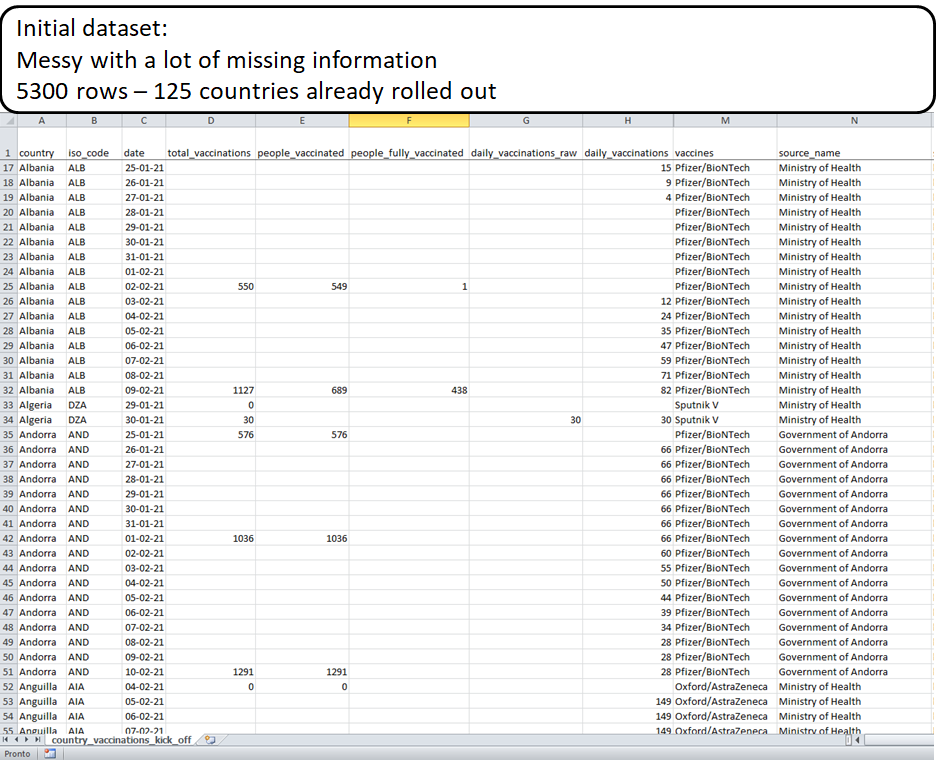 Initial dataset:
Messy with a lot of missing information
5300 rows – 125 countries already rolled out
A B C D E F G H M N
1 country iso_code date total_vaccinations people_vaccinated people_fully_vaccinated daily_vaccinations_raw daily_vaccinations vaccines source_name
17 Albania ALB 25-01-21 15 Pfizer/BioNTech Ministry of Health
18 Albania ALB 26-01-21 9 Pfizer/BioNTech Ministry of Health
19 Albania ALB 27-01-21 4 Pfizer/BioNTech Ministry of Health
20 Albania ALB 28-01-21 Pfizer/BioNTech Ministry of Health
21 Albania ALB 29-01-21 Pfizer/BioNTech Ministry of Health
22 Albania ALB 30-01-21 Pfizer/BioNTech Ministry of Health
23 Albania ALB 31-01-21 Pfizer/BioNTech Ministry of Health
24 Albania ALB 01-02-21 Pfizer/BioNTech Ministry of Health
25 Albania ALB 02-02-21 550 549 1 Pfizer/BioNTech Ministry of Health
26 Albania ALB 03-02-21 12 Pfizer/BioNTech Ministry of Health
27 Albania ALB 04-02-21 24 Pfizer/BioNTech Ministry of Health
28 Albania ALB 05-02-21 35 Pfizer/BioNTech Ministry of Health
29 Albania ALB 06-02-21 47 Pfizer/BioNTech Ministry of Health
30 Albania ALB 07-02-21 59 Pfizer/BioNTech Ministry of Health
31 Albania ALB 08-02-21 71 Pfizer/BioNTech Ministry of Health
32 Albania ALB 09-02-21 1127 689 438 82 Pfizer/BioNTech Ministry of Health
33 Algeria DZA 29-01-21 0 Sputnik V Ministry of Health
34 Algeria DZA 30-01-21 30 30 30 Sputnik V Ministry of Health
35 Andorra AND 25-01-21 576 576 Pfizer/BioNTech Government of Andorra
36 Andorra AND 26-01-21 66 Pfizer/BioNTech Government of Andorra
37 Andorra AND 27-01-21 66 Pfizer/BioNTech Government of Andorra
38 Andorra AND 28-01-21 66 Pfizer/BioNTech Government of Andorra
39 Andorra AND 29-01-21 66 Pfizer/BioNTech Government of Andorra
40 Andorra AND 30-01-21 66 Pfizer/BioNTech Government of Andorra
41 Andorra AND 31-01-21 66 Pfizer/BioNTech Government of Andorra
42 Andorra AND 01-02-21 1036 1036 66 Pfizer/BioNTech Government of Andorra
43 Andorra AND 02-02-21 60 Pfizer/BioNTech Government of Andorra
44 Andorra AND 03-02-21 55 Pfizer/BioNTech Government of Andorra
45 Andorra AND 04-02-21 50 Pfizer/BioNTech Government of Andorra
46 Andorra AND 05-02-21 44 Pfizer/BioNTech Government of Andorra
47 Andorra AND 06-02-21 39 Pfizer/BioNTech Government of Andorra
48 Andorra AND 07-02-21 34 Pfizer/BioNTech Government of Andorra
49 Andorra AND 08-02-21 28 Pfizer/BioNTech Government of Andorra
50 Andorra AND 09-02-21 28 Pfizer/BioNTech Government of Andorra
51 Andorra AND 10-02-21 1291 1291 28 Pfizer/BioNTech Government of Andorra
52 Anguilla AIA 04-02-21 0 0 Oxford/AstraZeneca Ministry of Health
53 Anguilla AIA 05-02-21 149 Oxford/AstraZeneca Ministry of Health
54 Anguilla AIA 06-02-21 149 Oxford/AstraZeneca Ministry of Health
55 Anguilla AIA 07-02-21 149 Oxford/AstraZeneca Ministry of Health
country_vaccinations_kick_off
Pronto